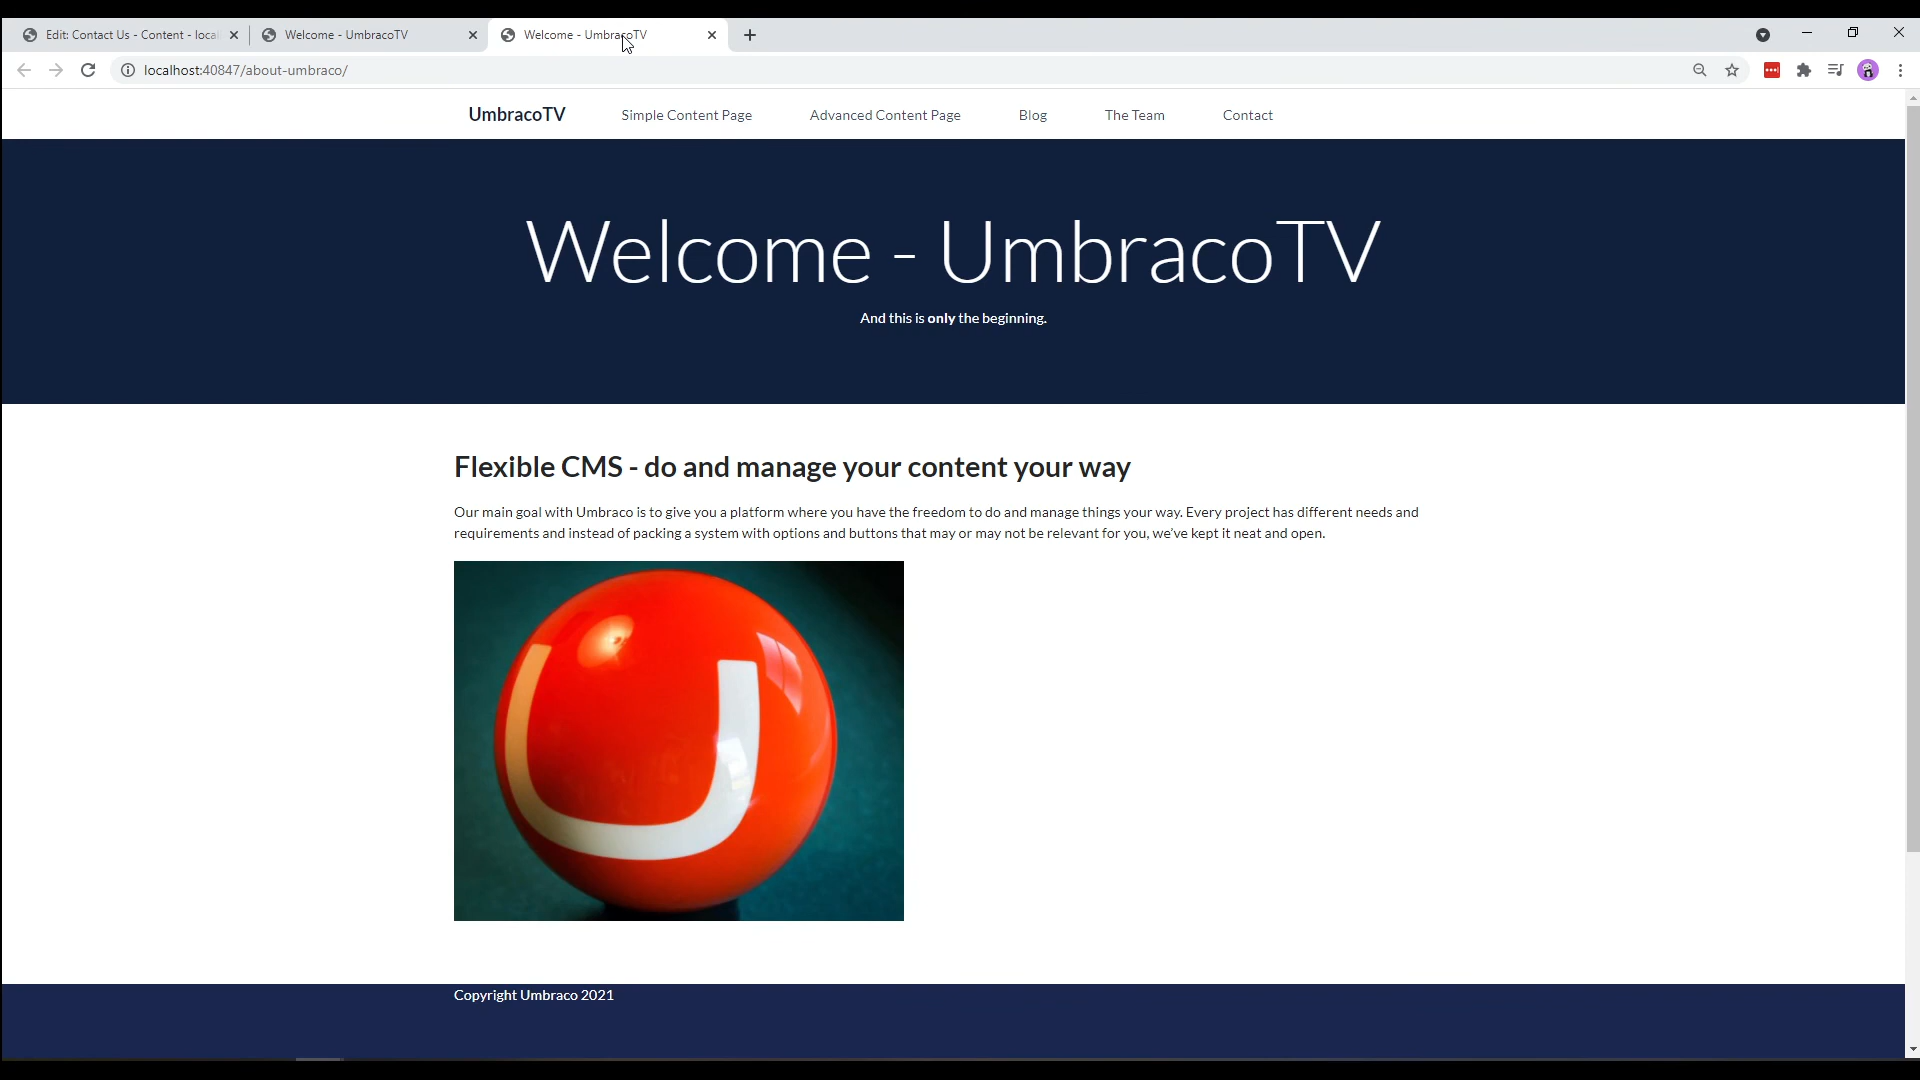 Edit: Contact Us - Content - loca
Welcome - UmbracoTV
Welcome - UmbracoTV
localhost:40847/about-umbraco/
UmbracoTV
Simple Content Page
Advanced Content Page
Blog
The Team
Contact
Welcome - UmbracoTV
And this is only the beginning.
Flexible CMS - do and manage your content your way
Our main goal with Umbraco is to give you a platform where you have the freedom to do and manage things your way. Every project has different needs and
requirements and instead of packing a system with options and buttons that may or may not be relevant for you, we've kept it neat and open.
U
Copyright Umbraco 2021